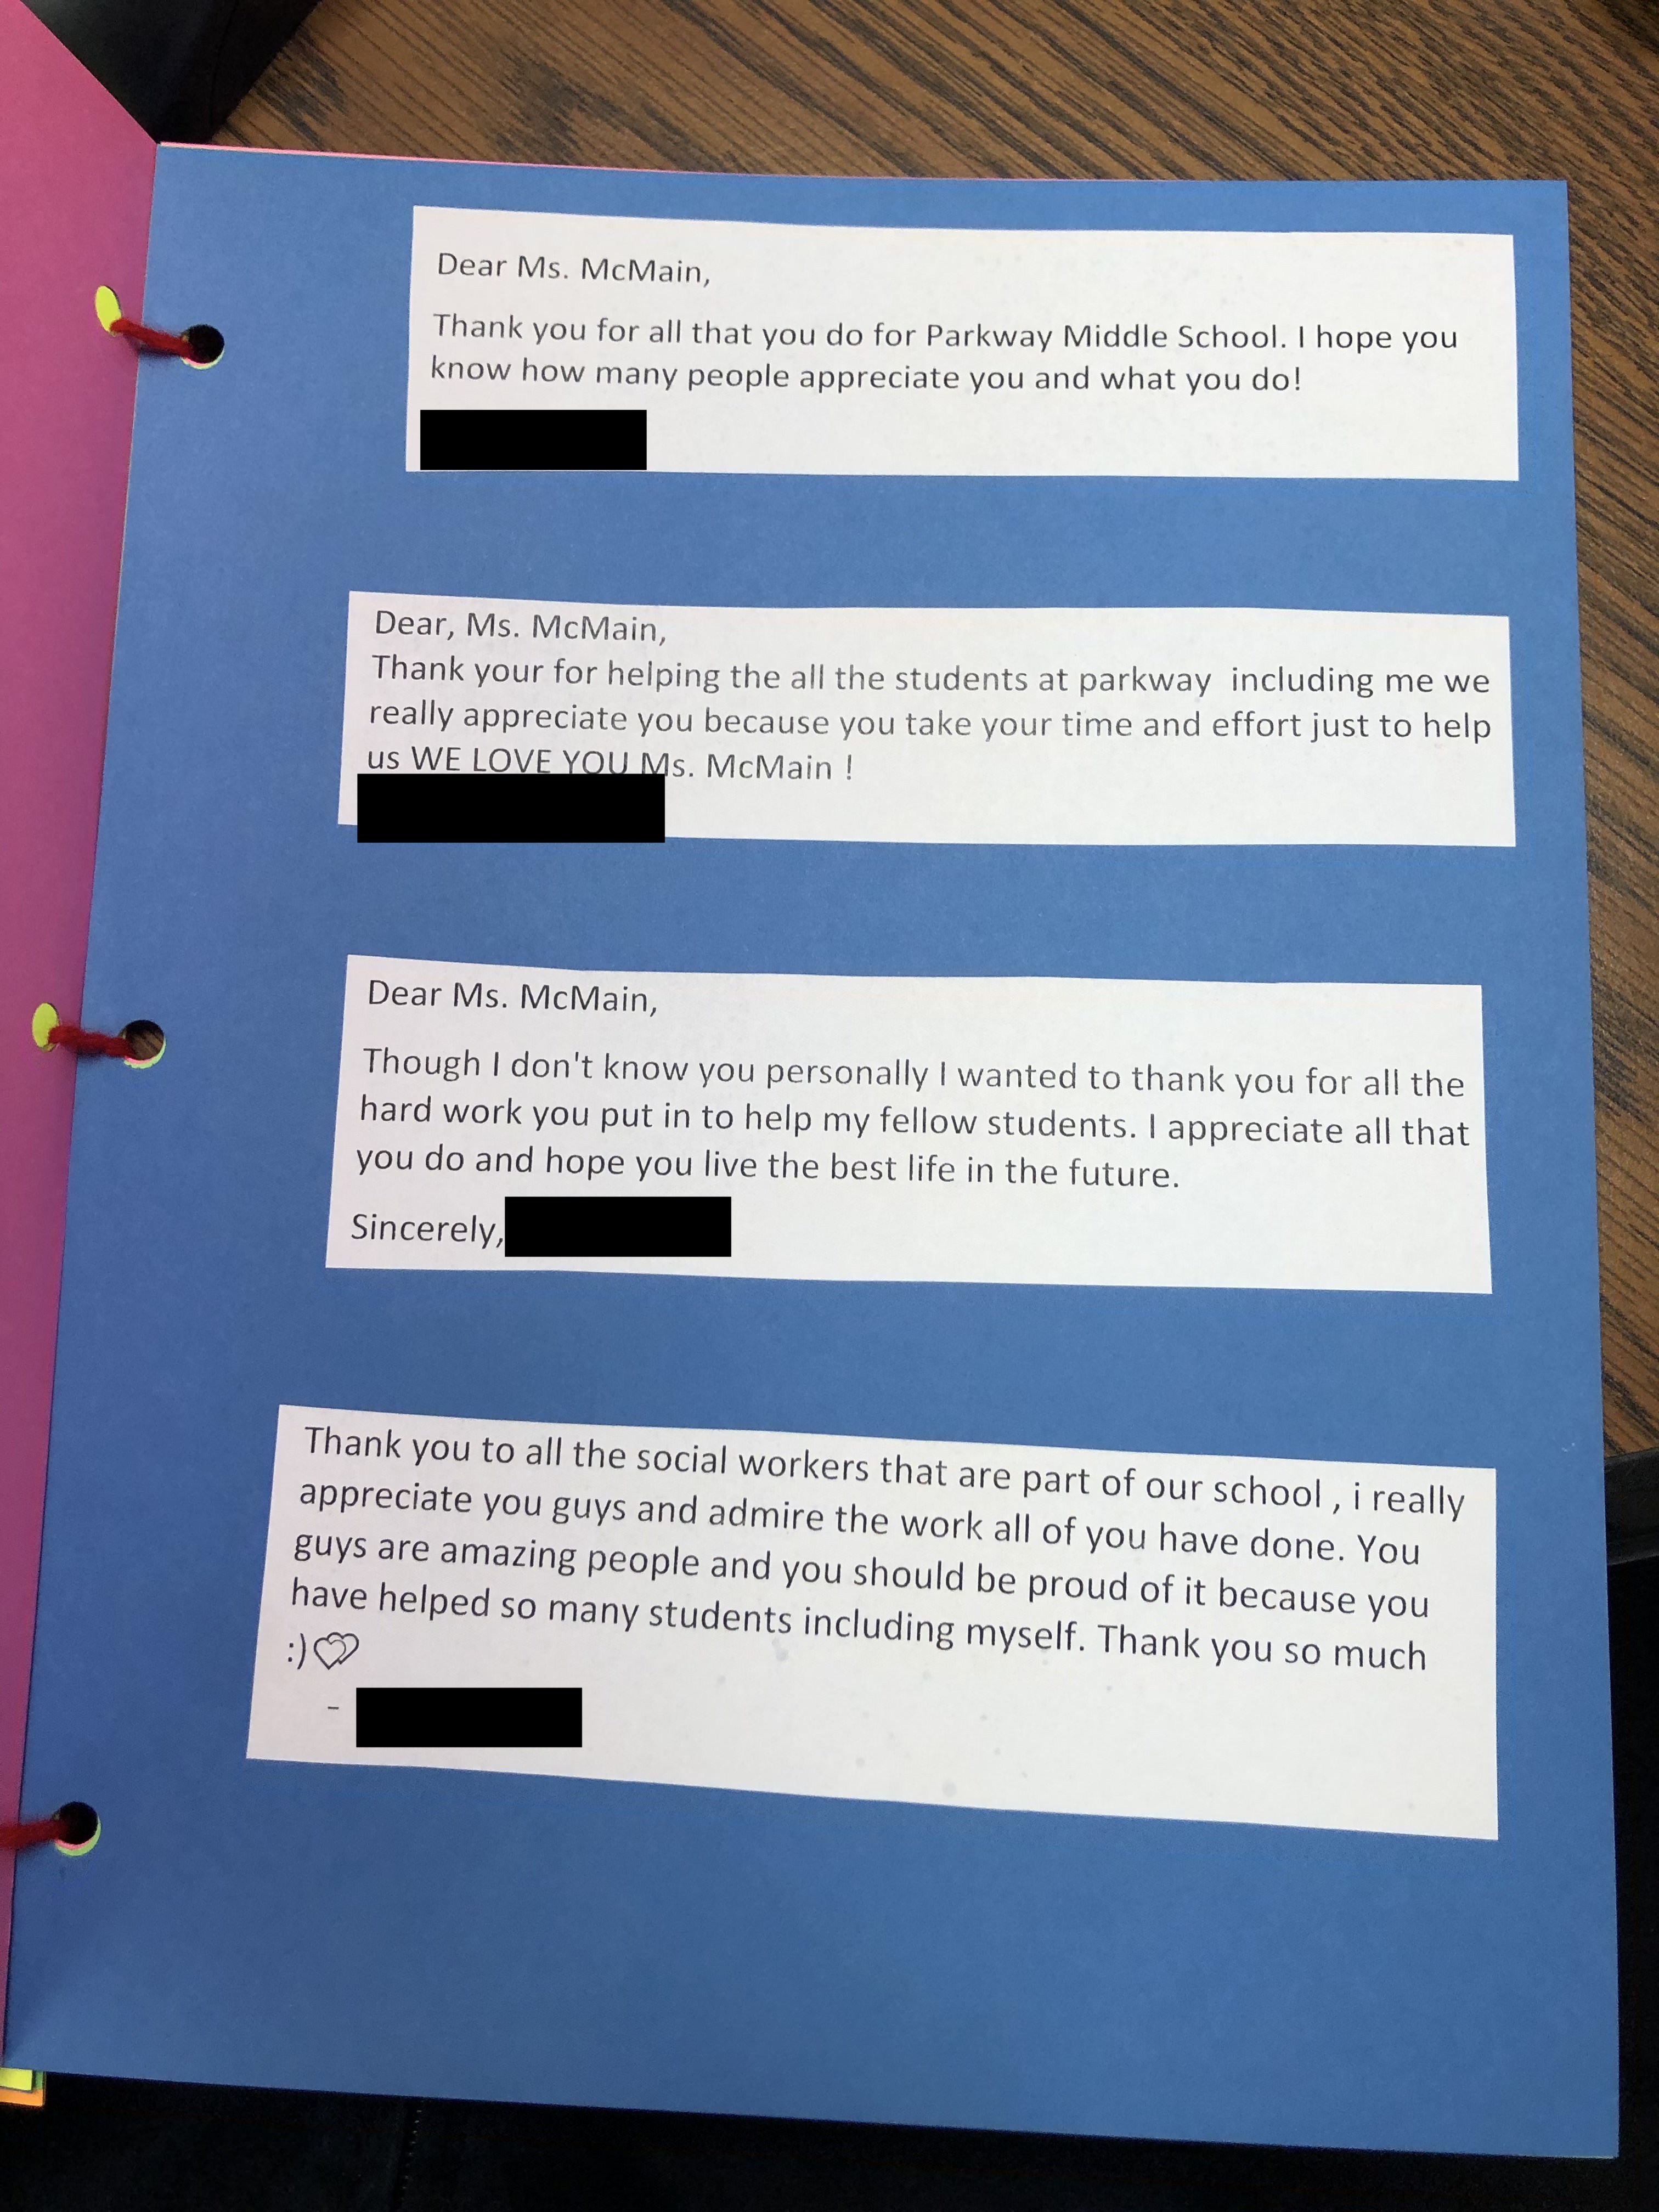 Dear Ms. McMain,
Thank you for all that you do for Parkway Middle School. I hope you
know how many people appreciate you and what you do!
Dear, Ms. McMain,
Thank your for helping the all the students at parkway  including me we
really appreciate you because you take your time and effort just to help
us WE LOVE YOU Ms. McMain !
Dear Ms. McMain,
Though I don't know you personally I wanted to thank you for all the
hard work you put in to help my fellow students. I appreciate all that
you do and hope you live the best life in the future.
Sincerely,
Thank you to all the social workers that are part of our school , i really
appreciate you guys and admire the work all of you have done. You
guys are amazing people and you should be proud of it because you
have helped so many students including myself. Thank you so much
:)💕
-